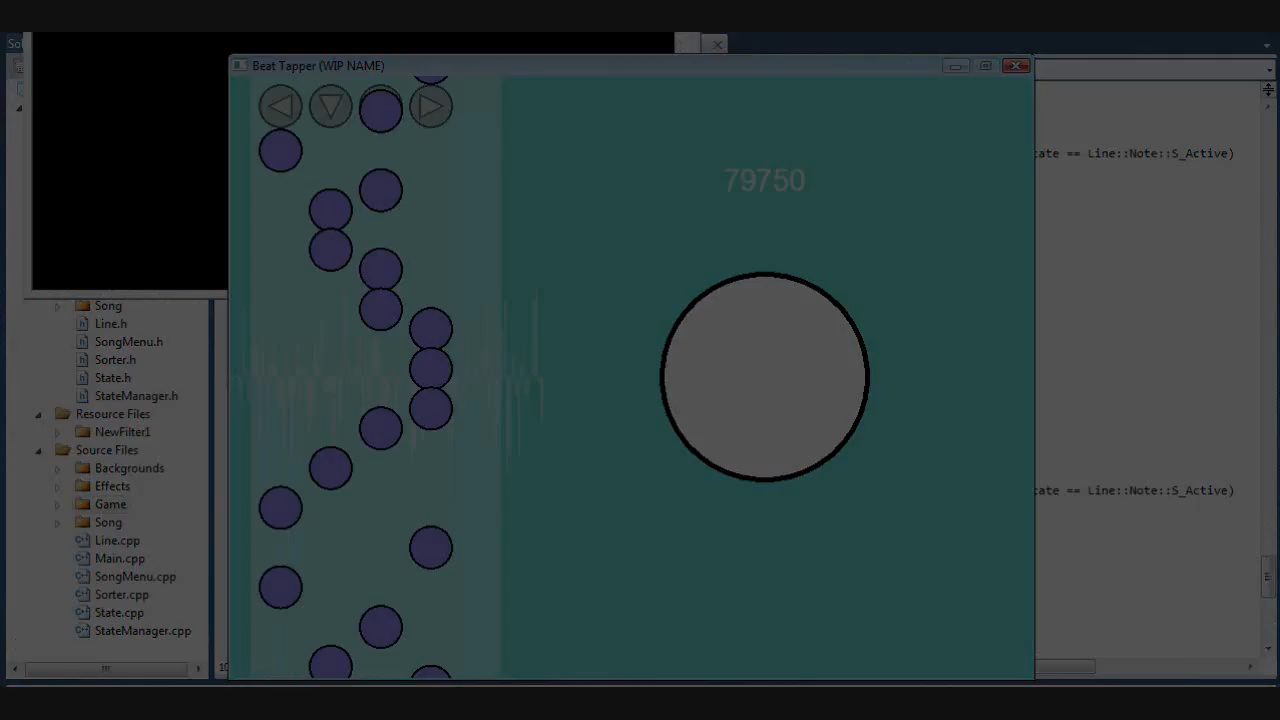 Sol
Beat Tapper (WIP NAME)
79750
tate == Line::Note::S_Active)
Song
Line.h
SongMenu.h
Sorter.h
State.h
StateManager.h
Resource Files
NewFilter1
Source Files
Backgrounds
Effects
Game
Song
tate == Line::Note::S_Active)
Line.cpp
Main.cpp
SongMenu.cpp
Sorter.cpp
State.cpp
StateManager.cpp
10